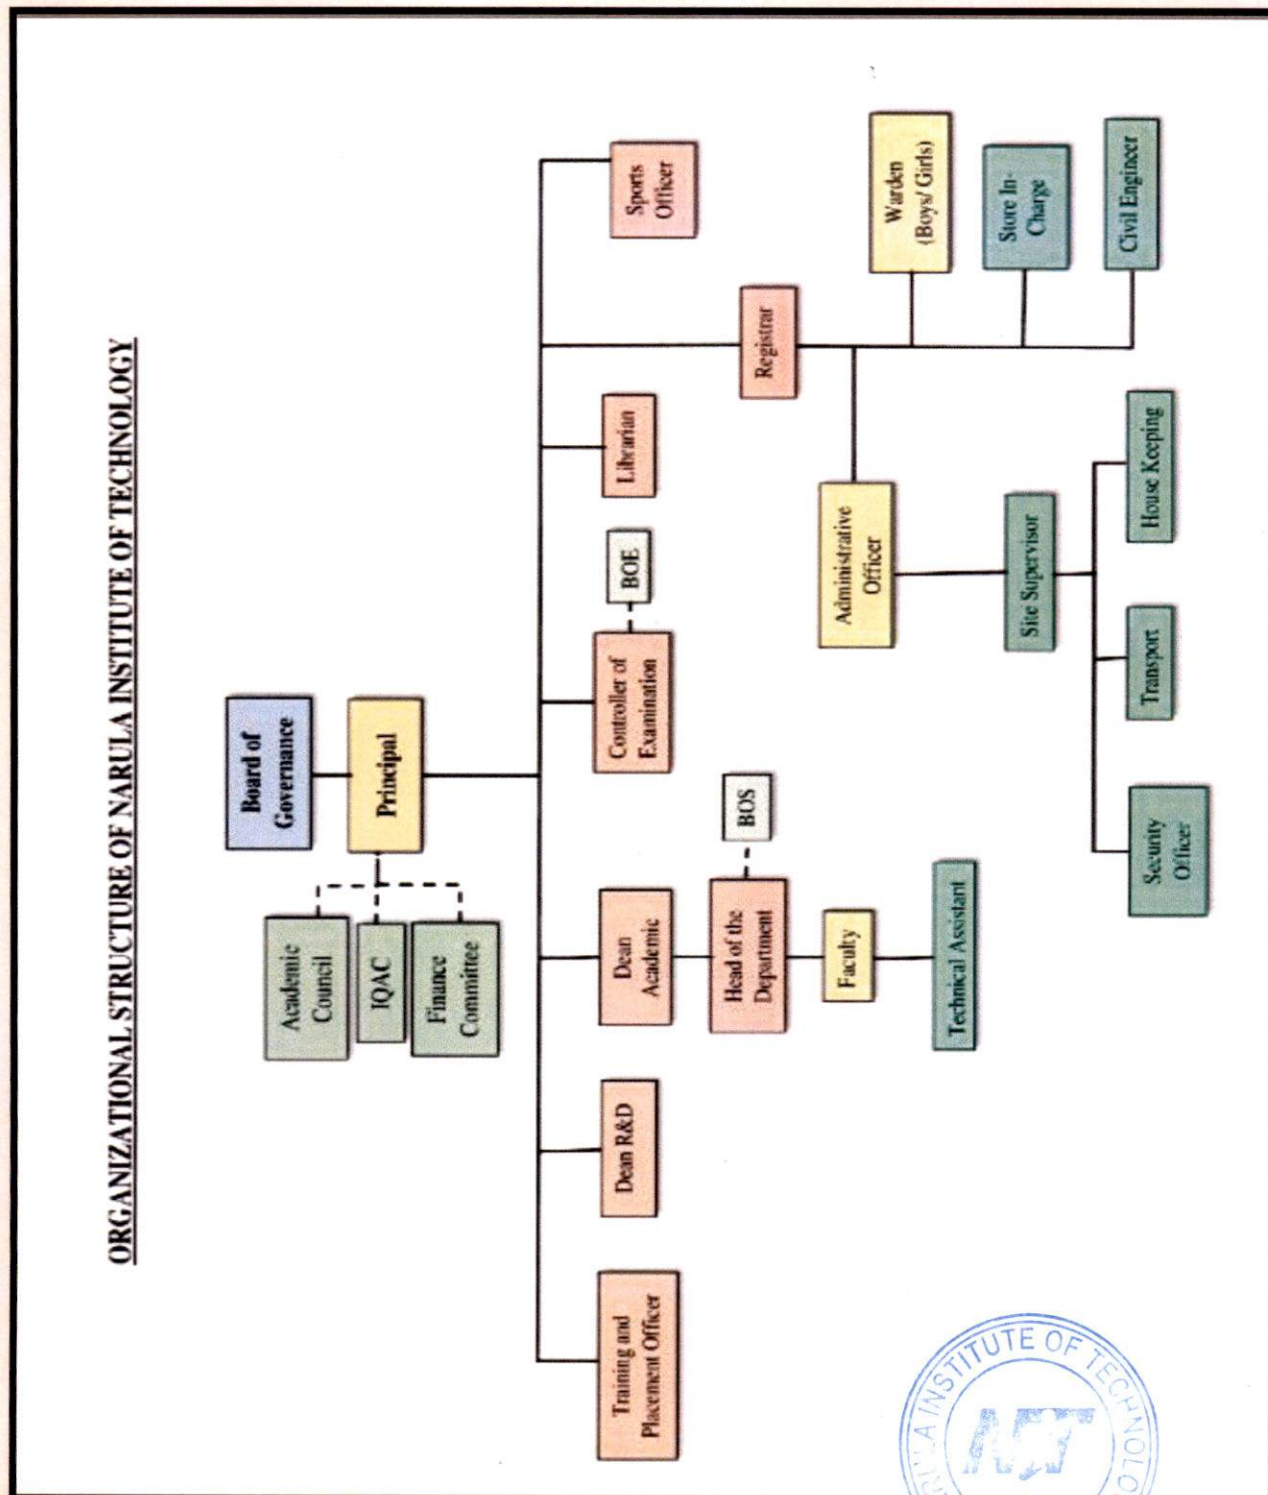 ORGANIZATIONAL STRUCTURE OF NARULA INSTITUTE OF TECHNOLOGY
Board of
Governance
Principal
Academic
Council
IQAC
Finance
Committee
Training and
Placement Officer
Dean R&D
Dean
Academic
Controller of
Examination
BOE
Librarian
Sports
Officer
Head of the
Department
BOS
Registrar
Faculty
Technical Assistant
Administrative
Officer
Warden
(Boys/ Girls)
Store In-
Charge
Civil Engineer
Site Supervisor
Security
Officer
Transport
House Keeping
INSTITUTE OF
NIT